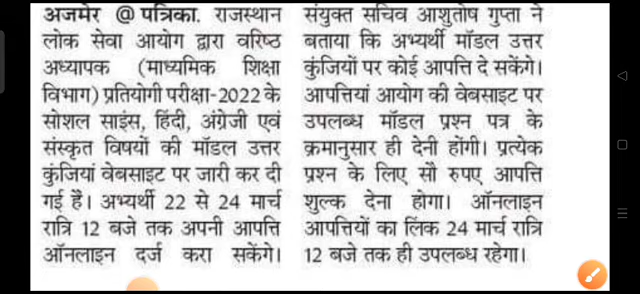 अजमेर @ पत्रिका. राजस्थान
लोक सेवा आयोग द्वारा वरिष्ठ
अध्यापक (माध्यमिक शिक्षा
विभाग) प्रतियोगी परीक्षा-2022 के
सोशल साइंस, हिंदी, अंग्रेजी एवं
संस्कृत विषयों की मॉडल उत्तर
कुंजियां वेबसाइट पर जारी कर दी
गई है। अभ्यर्थी 22 से 24 मार्च
रात्रि 12 बजे तक अपनी आपत्ति
ऑनलाइन दर्ज करा सकेंगे।
संयुक्त सचिव आशुतोष गुप्ता ने
बताया कि अभ्यर्थी मॉडल उत्तर
कुंजियों पर कोई आपत्ति दे सकेंगे।
आपत्तियां आयोग की वेबसाइट पर
उपलब्ध मॉडल प्रश्न पत्र के
क्रमानुसार ही देनी होंगी। प्रत्येक
प्रश्न के लिए सौ रुपए आपत्ति
शुल्क देना होगा। ऑनलाइन
आपत्तियों का लिंक 24 मार्च रात्रि
12 बजे तक ही उपलब्ध रहेगा।